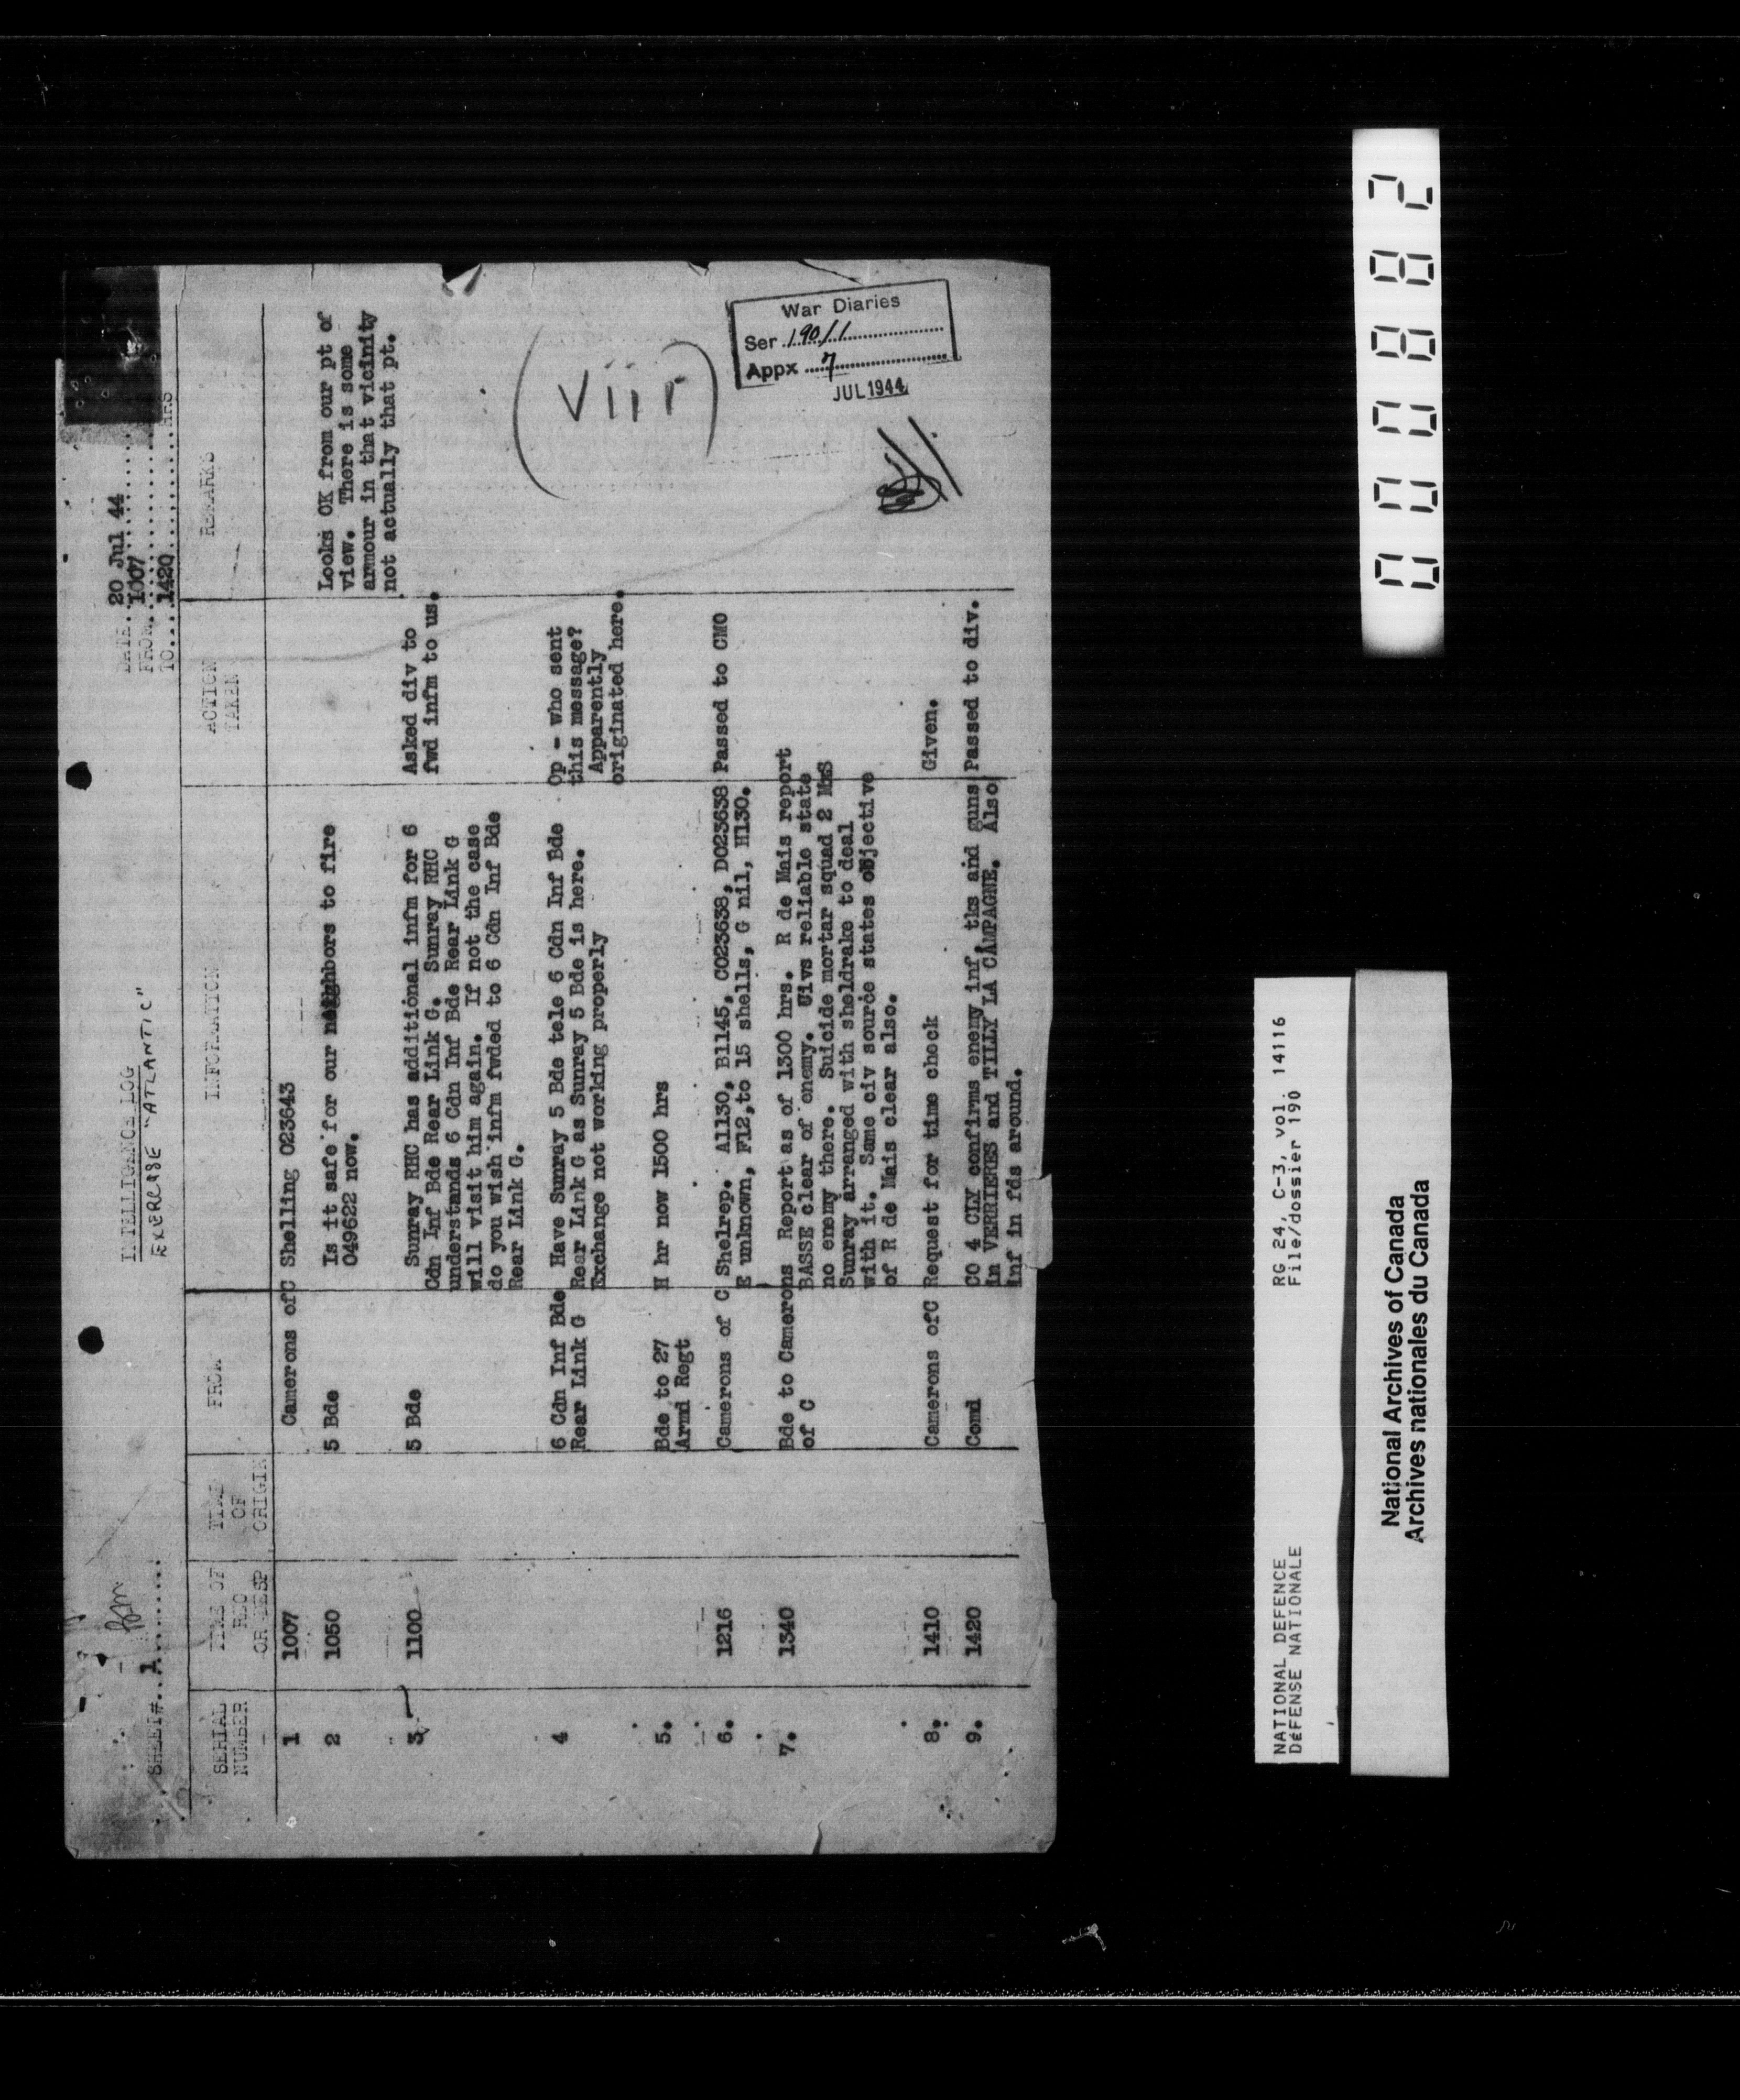 SHEET#..1........
INTELLIGENCE LOG
EXERCISE "ATLANTIC"
DATE..20 Jul 44
FROM...1007
TO....1420........HRS
SERIAL NUMBER
TIME OF REC OR DESP
TIME OF ORIGIN
FROM
INFORMATION
ACTION TAKEN
REMARKS
1 1007 Camerons of C Shelling 023643
2 1050 5 Bde Is it safe for our neighbors to fire
049622 now.
Looks OK from our pt of
view. There is some
armour in that vicinity
not actually that pt.
3 1100 5 Bde Sunray RHC has additional infm for 6
Cdn Inf Bde Rear Link G. Sunray RHC
understands 6 Cdn Inf Bde Rear Link G
will visit him again. If not the case
do you wish infm fwded to 6 Cdn Inf Bde
Rear Link G.
Asked div to
fwd infm to us.
4 6 Cdn Inf Bde
Rear Link G
Have Sunray 5 Bde tele 6 Cdn Inf Bde
Rear Link G as Sunray 5 Bde is here.
Exchange not working properly
Op - who sent
this message?
Apparently
originated here.
5. Bde to 27
Armd Regt
H hr now 1500 hrs
6. 1216 Camerons of C Shelrep. A1130, B1145, C023638, D023638
E unknown, F12,to 15 shells, G nil, H130.
Passed to CMO
7. 1340 Bde to Camerons
of C
Report as of 1300 hrs. R de Mais report
BASSE clear of enemy. Civs reliable state
no enemy there. Suicide mortar squad 2 MmS
Sunray arranged with sheldrake to deal
with it. Same civ source states objective
of R de Mais clear also.
8. 1410 Camerons ofC Request for time check Given.
9. 1420 Comd CO 4 CLY confirms enemy inf, tks and guns
in VERRIERES and TILLY LA CAMPAGNE. Also
inf in fds around.
Passed to div.
(Viii)
War Diaries
Ser 190/1
Appx 7
JUL 1944
0000882
NATIONAL DEFENCE
DéFENSE NATIONALE
RG 24, C-3, vol. 14116
File/dossier 190
National Archives of Canada
Archives nationales du Canada